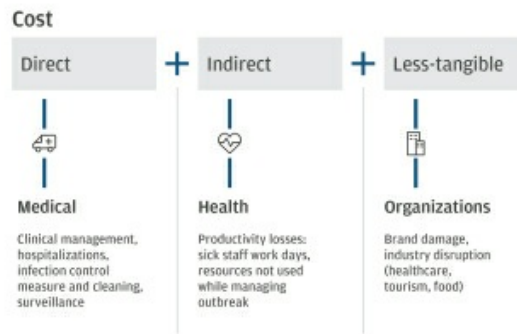 Cost
Direct + Indirect + Less-tangible
Medical
Clinical management,
hospitalizations,
infection control
measure and cleaning,
surveillance
Health
Productivity losses:
sick staff work days,
resources not used
while managing
outbreak
Organizations
Brand damage,
industry disruption
(healthcare,
tourism, food)